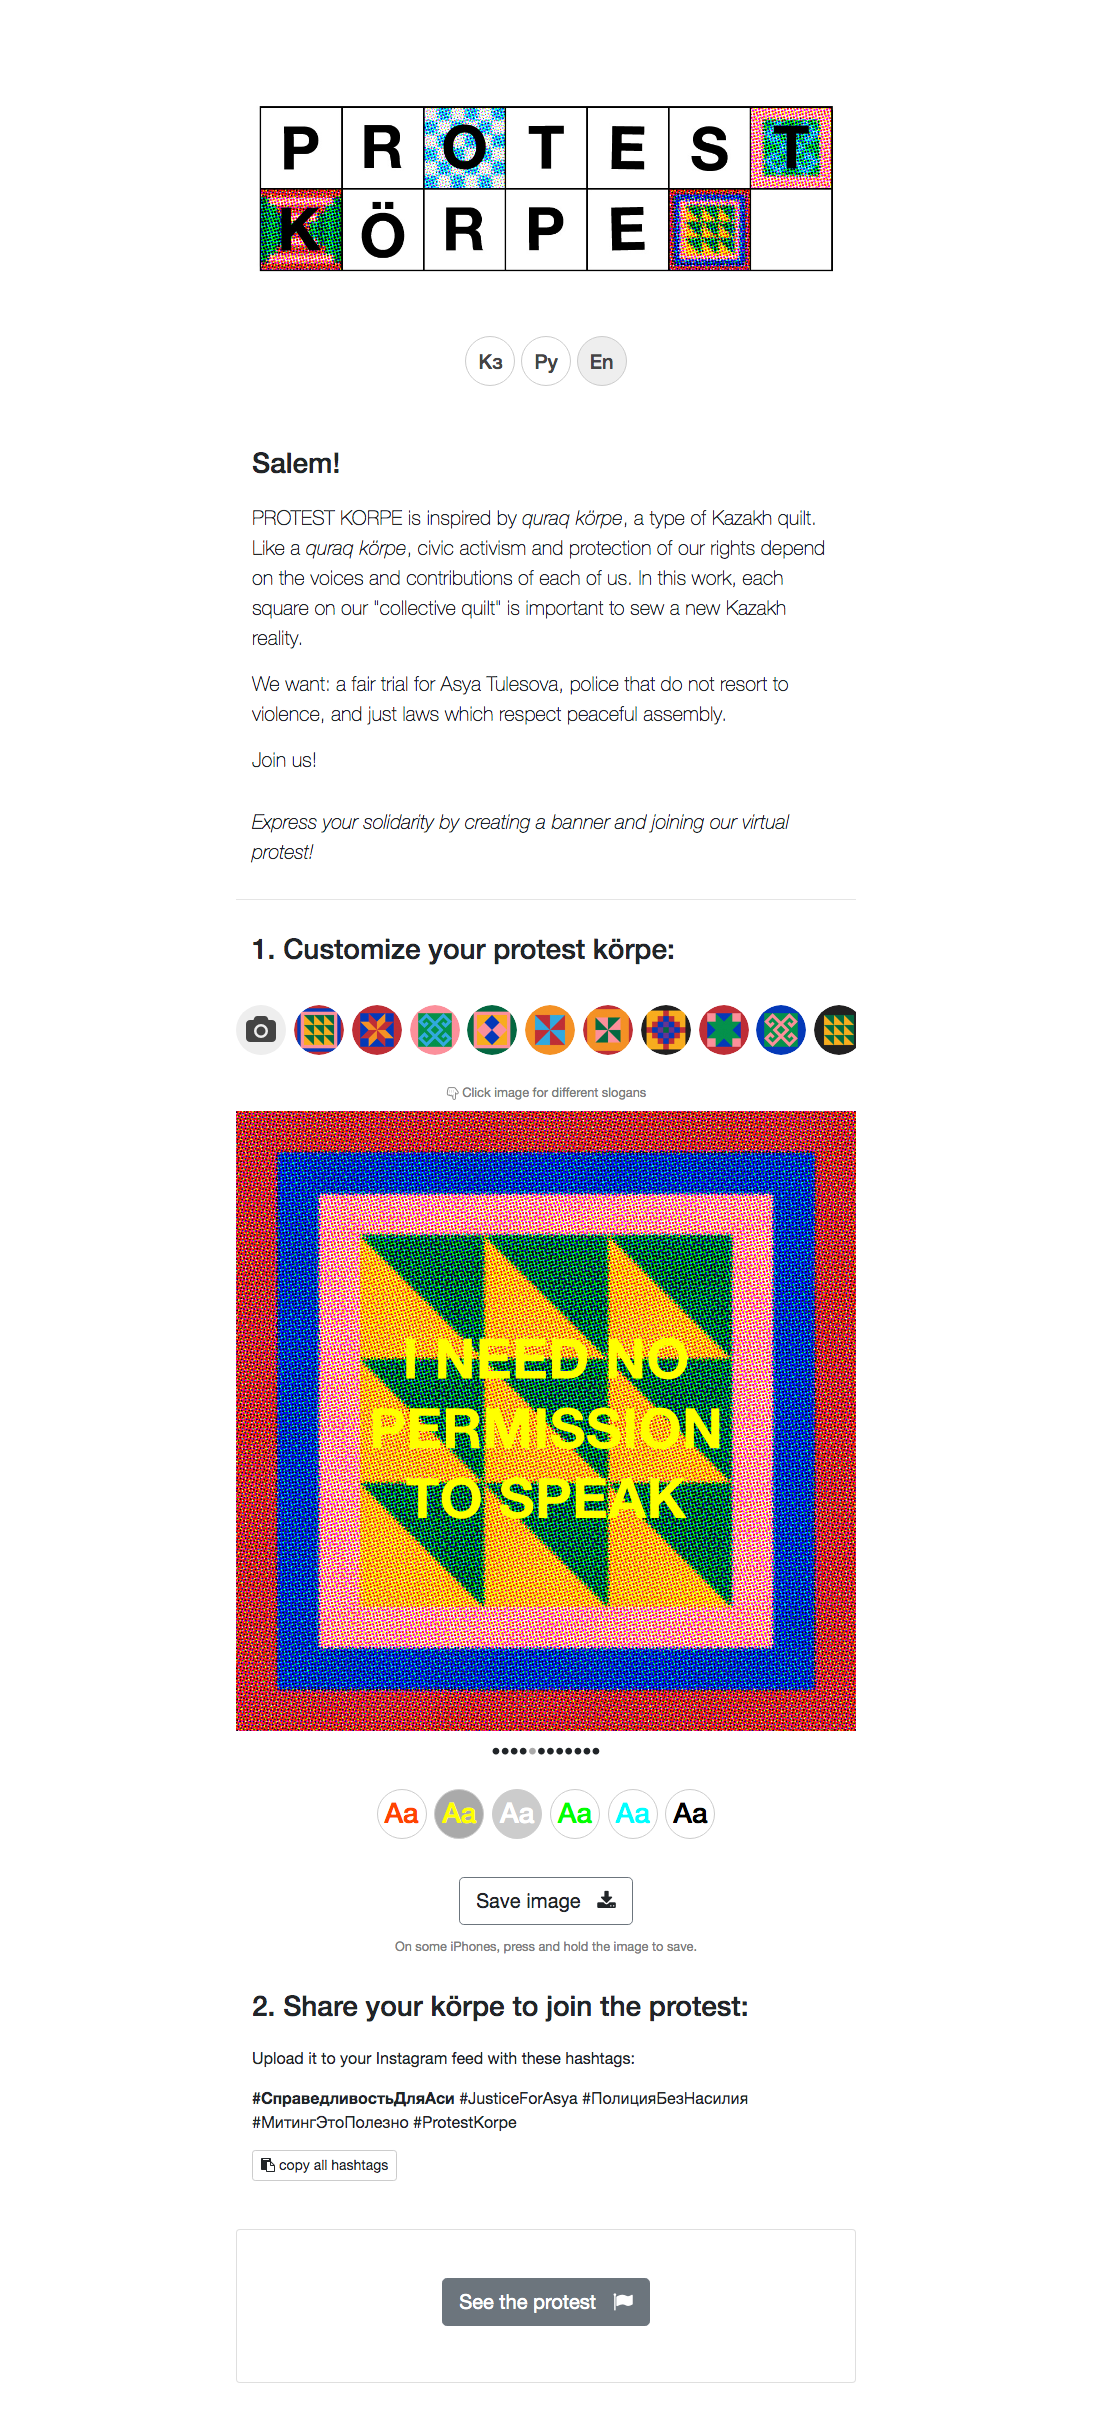 PROTEST
KÖRPE
Кз Ру En
Salem!
PROTEST KORPE is inspired by quraq körpe, a type of Kazakh quilt.
Like a quraq körpe, civic activism and protection of our rights depend
on the voices and contributions of each of us. In this work, each
square on our "collective quilt" is important to sew a new Kazakh
reality.
We want: a fair trial for Asya Tulesova, police that do not resort to
violence, and just laws which respect peaceful assembly.
Join us!
Express your solidarity by creating a banner and joining our virtual
protest!
1. Customize your protest körpe:
Click image for different slogans
I NEED NO
PERMISSION
TO SPEAK
Aa Aa Aa Aa Aa Aa
Save image
On some iPhones, press and hold the image to save.
2. Share your körpe to join the protest:
Upload it to your Instagram feed with these hashtags:
#СправедливостьДляАси #JusticeForAsya #ПолицияБезНасилия
#МитингЭтоПолезно #ProtestKorpe
copy all hashtags
See the protest